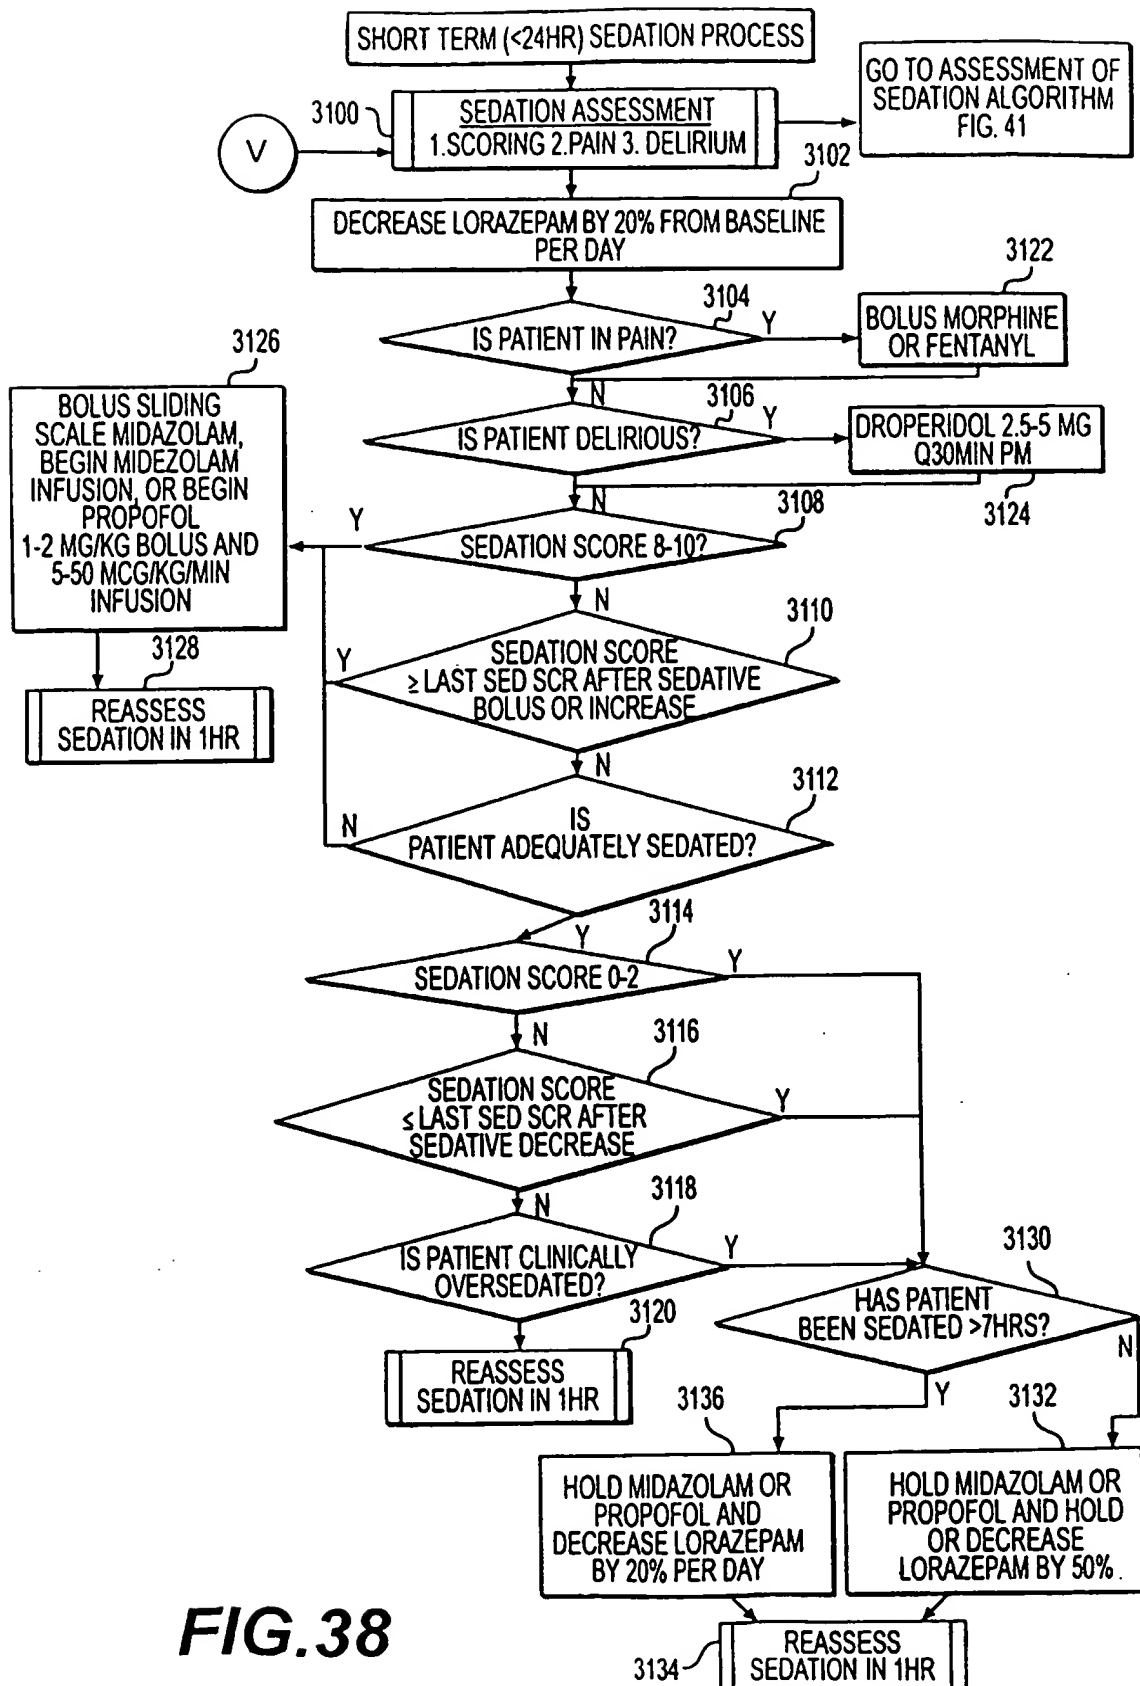 SHORT TERM (<24HR) SEDATION PROCESS
3100
SEDATION ASSESSMENT
1.SCORING 2.PAIN 3. DELIRIUM
GO TO ASSESSMENT OF
SEDATION ALGORITHM
FIG. 41
V
3102
DECREASE LORAZEPAM BY 20% FROM BASELINE
PER DAY
3104
IS PATIENT IN PAIN?
Y
N
3122
BOLUS MORPHINE
OR FENTANYL
3106
IS PATIENT DELIRIOUS?
Y
N
DROPERIDOL 2.5-5 MG
Q30MIN PM
3124
3126
BOLUS SLIDING
SCALE MIDAZOLAM,
BEGIN MIDEZOLAM
INFUSION, OR BEGIN
PROPOFOL
1-2 MG/KG BOLUS AND
5-50 MCG/KG/MIN
INFUSION
3128
REASSESS
SEDATION IN 1HR
3108
Y
SEDATION SCORE 8-10?
N
3110
Y
SEDATION SCORE
≥ LAST SED SCR AFTER SEDATIVE
BOLUS OR INCREASE
N
3112
N
IS
PATIENT ADEQUATELY SEDATED?
Y
3114
SEDATION SCORE 0-2
Y
N
3116
SEDATION SCORE
≤ LAST SED SCR AFTER
SEDATIVE DECREASE
Y
N
3118
IS PATIENT CLINICALLY
OVERSEDATED?
Y
3120
REASSESS
SEDATION IN 1HR
3130
HAS PATIENT
BEEN SEDATED >7HRS?
N
Y
3136
HOLD MIDAZOLAM OR
PROPOFOL AND
DECREASE LORAZEPAM
BY 20% PER DAY
3132
HOLD MIDAZOLAM OR
PROPOFOL AND HOLD
OR DECREASE
LORAZEPAM BY 50%.
3134
REASSESS
SEDATION IN 1HR
FIG.38